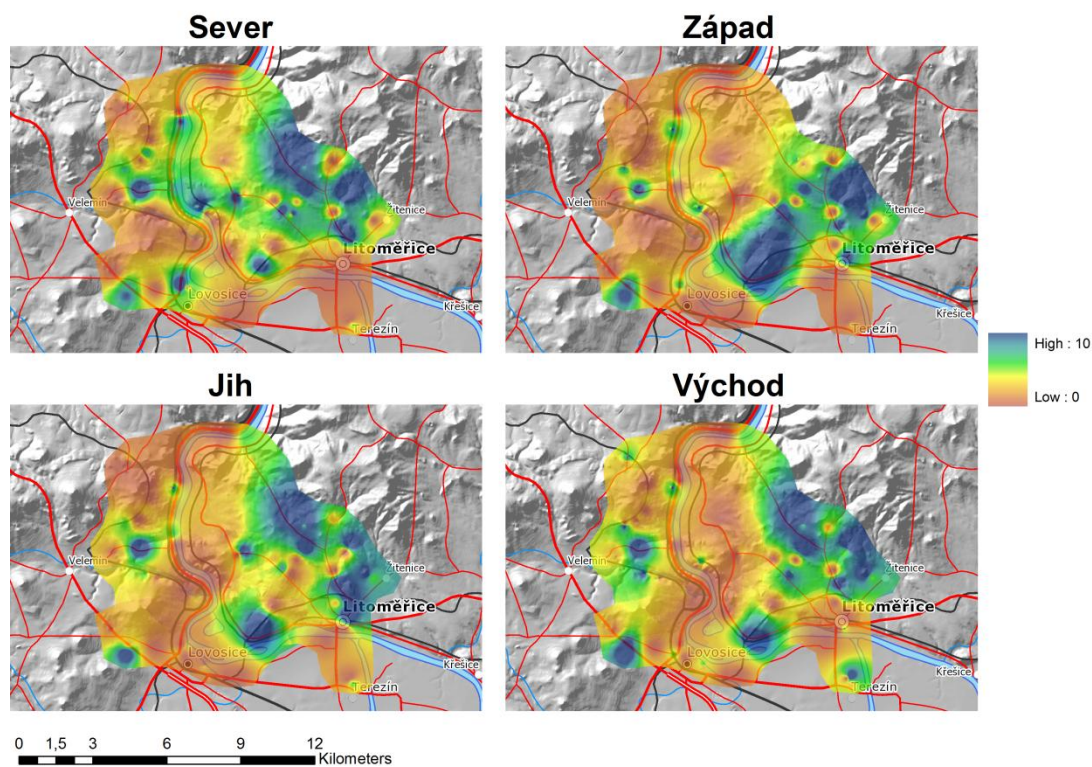 Sever
Západ
Velemín
Žitenice
Litoměřice
Lovosice
Terezín
Křešice
Velemín
Žitenice
Litoměřice
Lovosice
Terezín
Křešice
High : 10
Low : 0
Jih
Východ
Velemín
Žitenice
Litoměřice
Lovosice
Terezín
Křešice
Velemín
Žitenice
Litoměřice
Lovosice
Terezín
Křešice
0 1,5 3 6 9 12
Kilometers